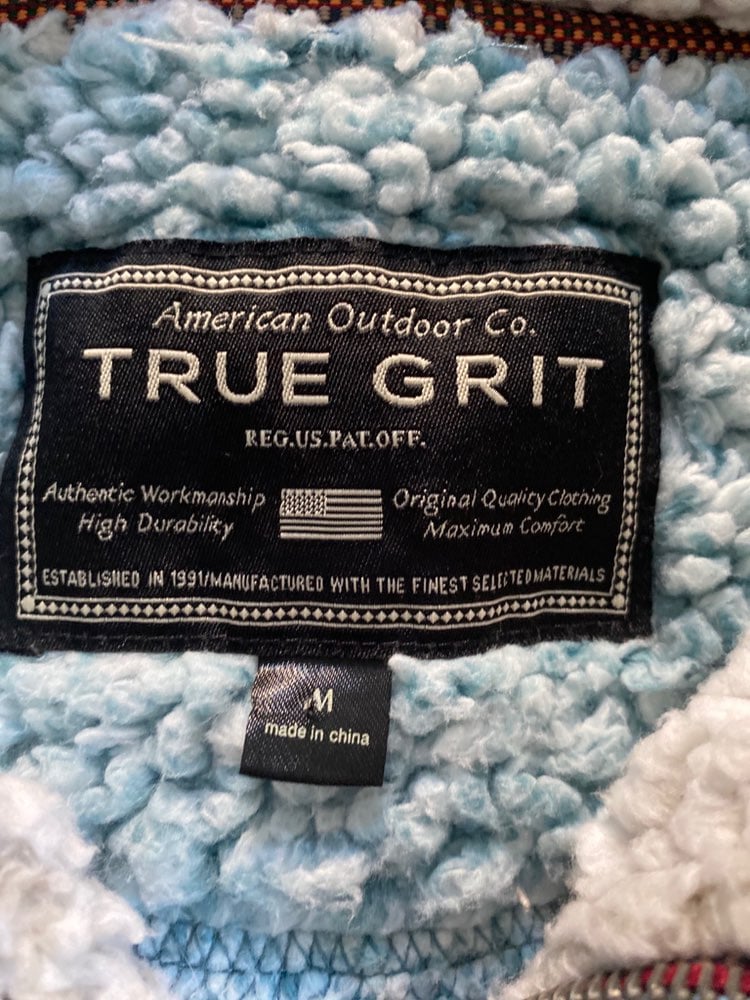 American Outdoor Co.
TRUE GRIT
REG.US.PAT.OFF.
Authentic Workmanship
High Durability
Original Quality Clothing
Maximum Comfort
ESTABLISHED IN 1991/MANUFACTURED WITH THE FINEST SELECTED MATERIALS
M
made in china